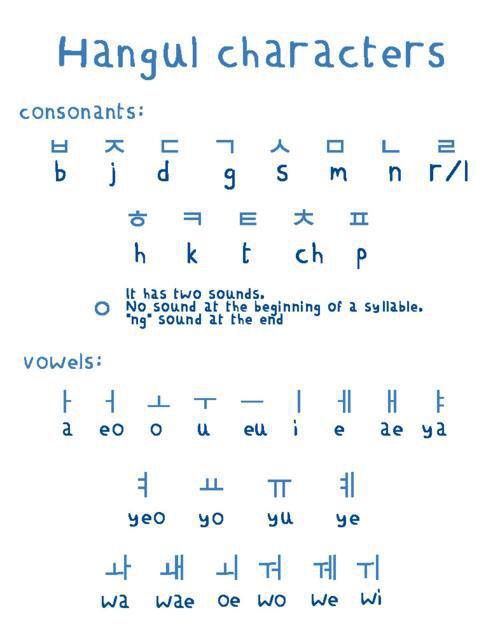 Hangul characters
consonants:
ㅂ ㅈ ㄷ ㄱ ㅅ ㅁ ㄴ ㄹ
b j d g s m n r/l
ㅎ ㅋ ㅌ ㅊ ㅍ
h k t ch p
It has two sounds.
ㅇ No sound at the beginning of a syllable.
"ng" sound at the end
vowels:
ㅏ ㅓ ㅗ ㅜ ㅡ ㅣ ㅔ ㅐ ㅑ
a eo o u eu i e ae ya
ㅕ ㅛ ㅠ ㅖ
yeo yo yu ye
ㅘ ㅙ ㅚ ㅝ ㅞ ㅟ
wa wae oe wo we wi